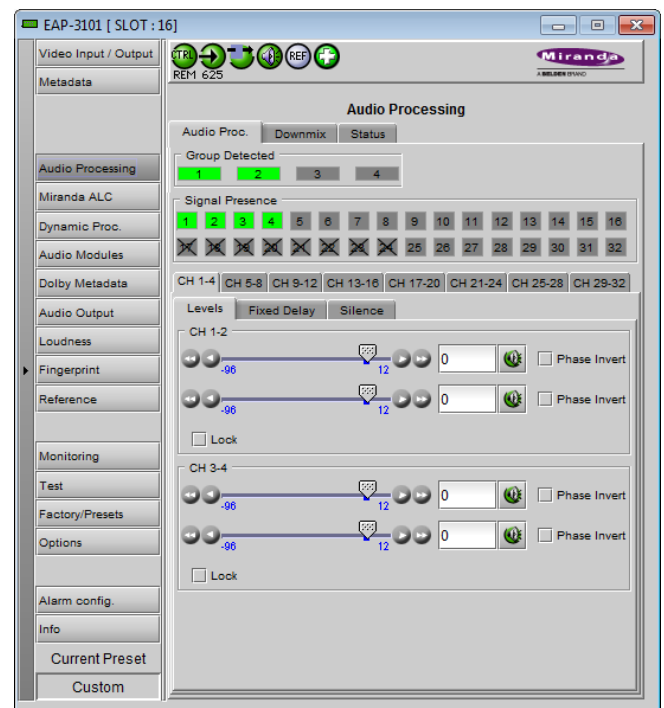 EAP-3101 [ SLOT : 16]
Video Input / Output
Metadata
Audio Processing
Miranda ALC
Dynamic Proc.
Audio Modules
Dolby Metadata
Audio Output
Loudness
Fingerprint
Reference
Monitoring
Test
Factory/Presets
Options
Alarm config.
Info
Current Preset
Custom
CTRL REF
REM 625
Miranda
A BELDEN BRAND
Audio Processing
Audio Proc. Downmix Status
Group Detected
1 2 3 4
Signal Presence
1 2 3 4 5 6 7 8 9 10 11 12 13 14 15 16
17 18 19 20 21 22 23 24 25 26 27 28 29 30 31 32
CH 1-4 CH 5-8 CH 9-12 CH 13-16 CH 17-20 CH 21-24 CH 25-28 CH 29-32
Levels Fixed Delay Silence
CH 1-2
-96 12 0 Phase Invert
-96 12 0 Phase Invert
Lock
CH 3-4
-96 12 0 Phase Invert
-96 12 0 Phase Invert
Lock